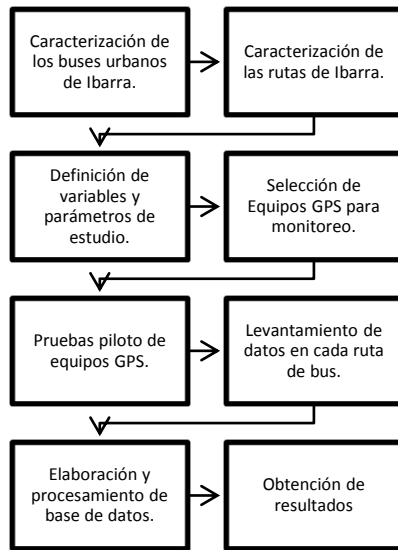 Caracterización de
los buses urbanos
de Ibarra.
Caracterización de
las rutas de Ibarra.
Definición de
variables y
parámetros de
estudio.
Selección de
Equipos GPS para
monitoreo.
Pruebas piloto de
equipos GPS.
Levantamiento de
datos en cada ruta
de bus.
Elaboración y
procesamiento de
base de datos.
Obtención de
resultados